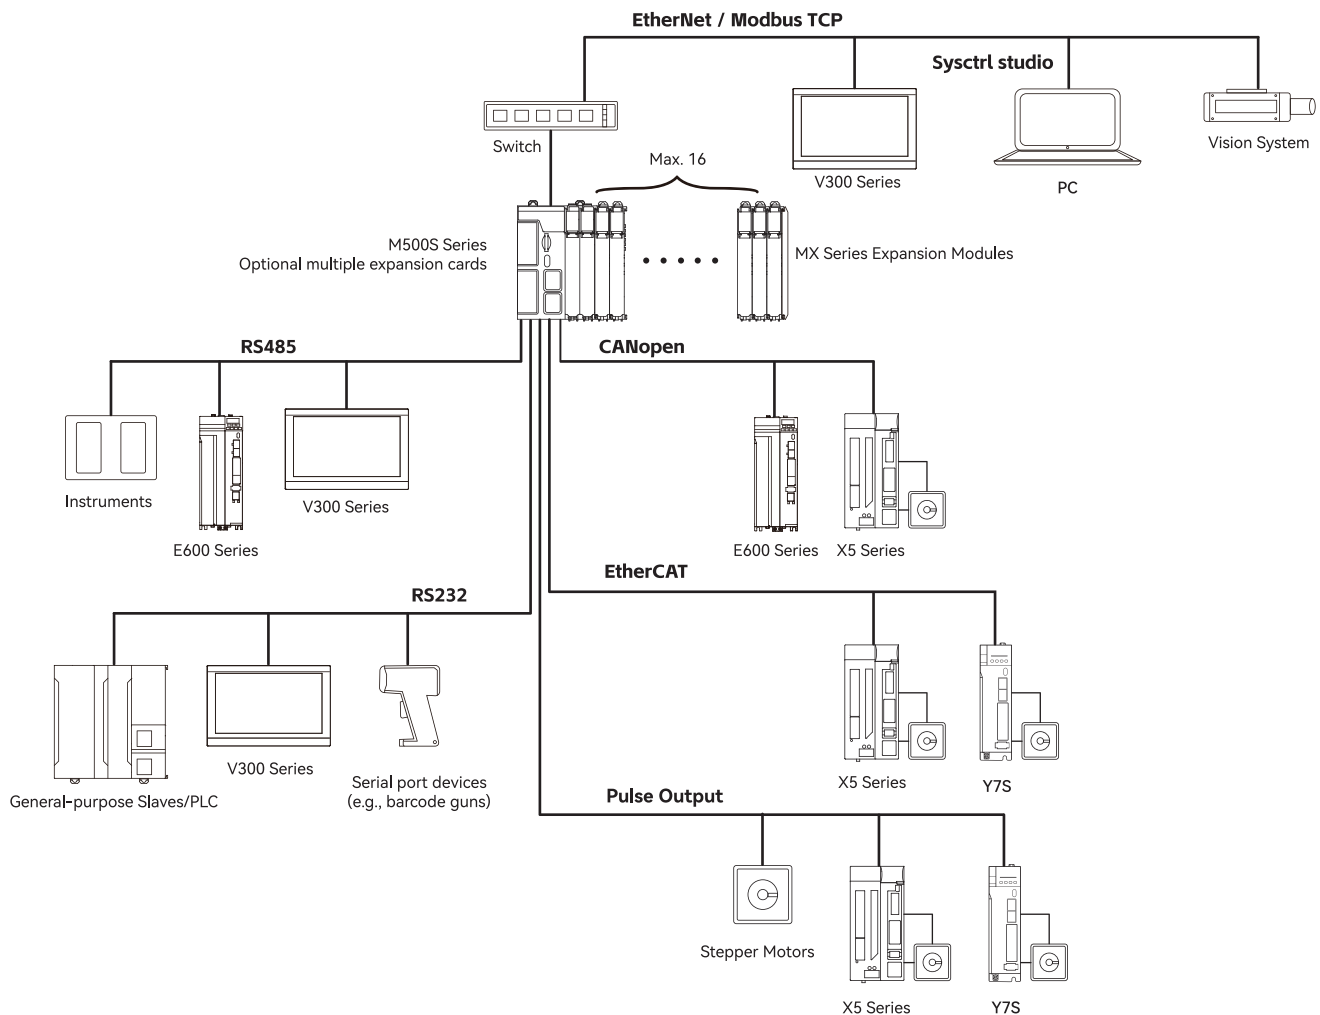 EtherNet / Modbus TCP
Sysctrl studio
Switch
Max. 16
V300 Series
PC
Vision System
M500S Series
Optional multiple expansion cards
MX Series Expansion Modules
RS485
CANopen
Instruments
E600 Series
V300 Series
E600 Series
X5 Series
EtherCAT
RS232
General-purpose Slaves/PLC
V300 Series
Serial port devices
(e.g., barcode guns)
X5 Series
Y7S
Pulse Output
Stepper Motors
X5 Series
Y7S